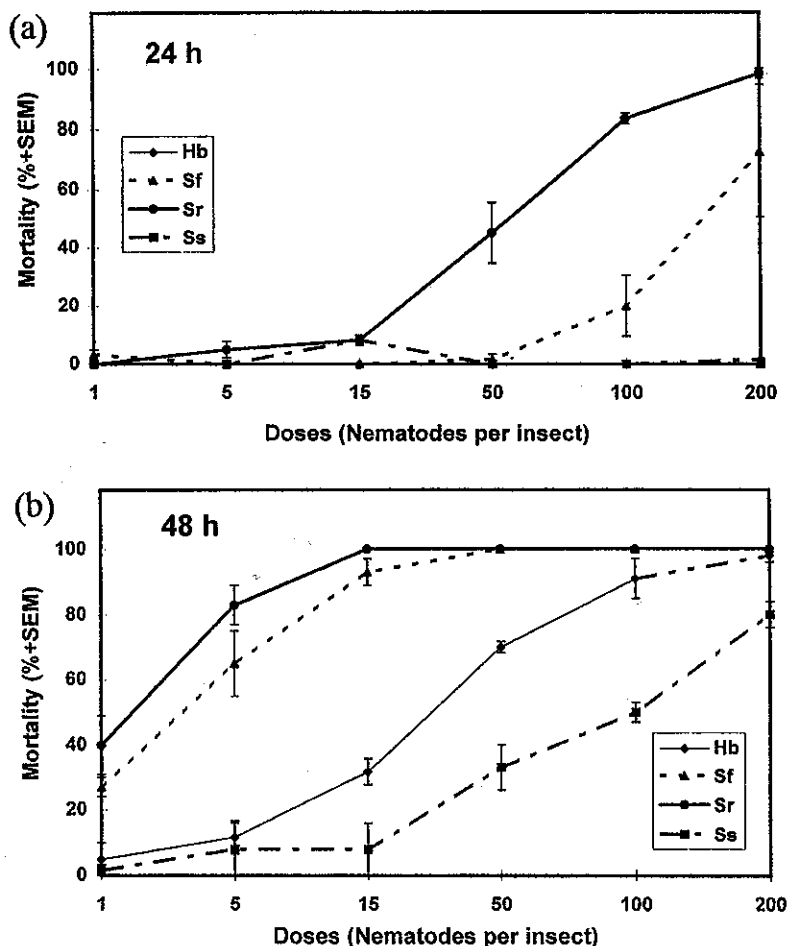 (a)
24 h
Mortality (%+SEM)
100
80
60
40
20
0
Hb
Sf
Sr
Ss
1 5 15 50 100 200
Doses (Nematodes per insect)
(b)
48 h
Mortality (%+SEM)
100
80
60
40
20
0
Hb
Sf
Sr
Ss
1 5 15 50 100 200
Doses (Nematodes per insect)